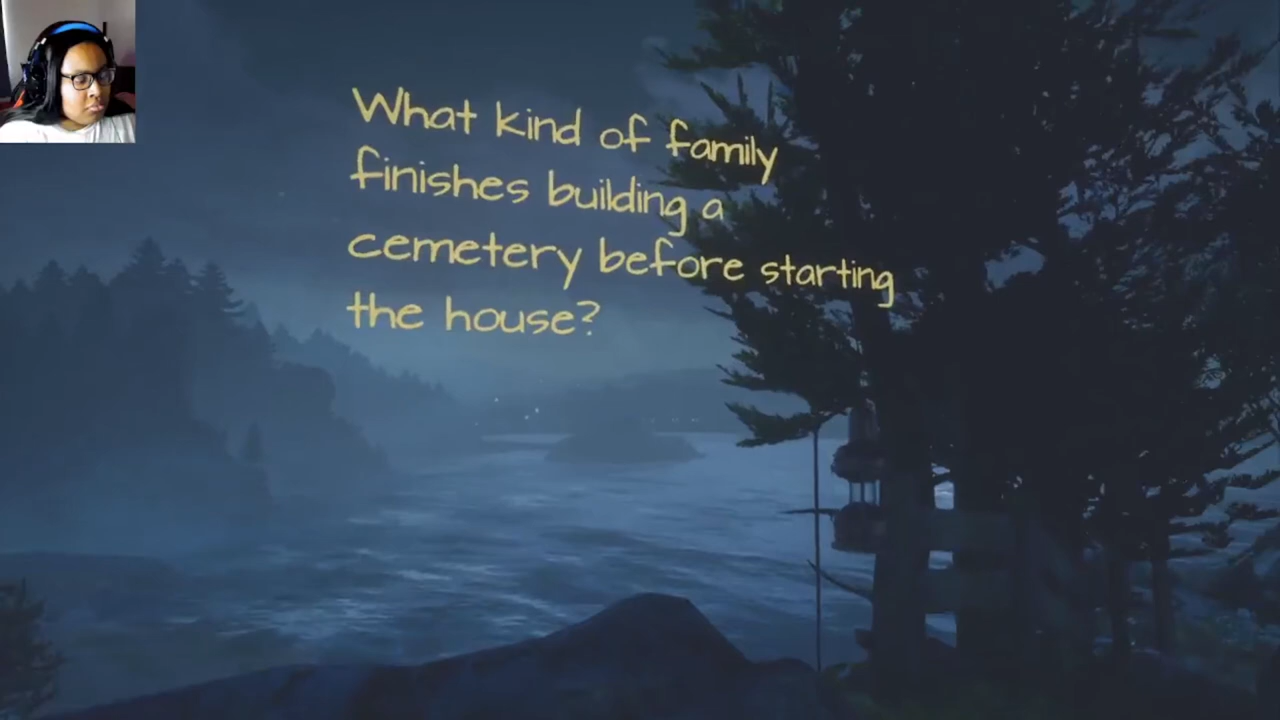 What kind of family
finishes building a
cemetery before starting
the house?